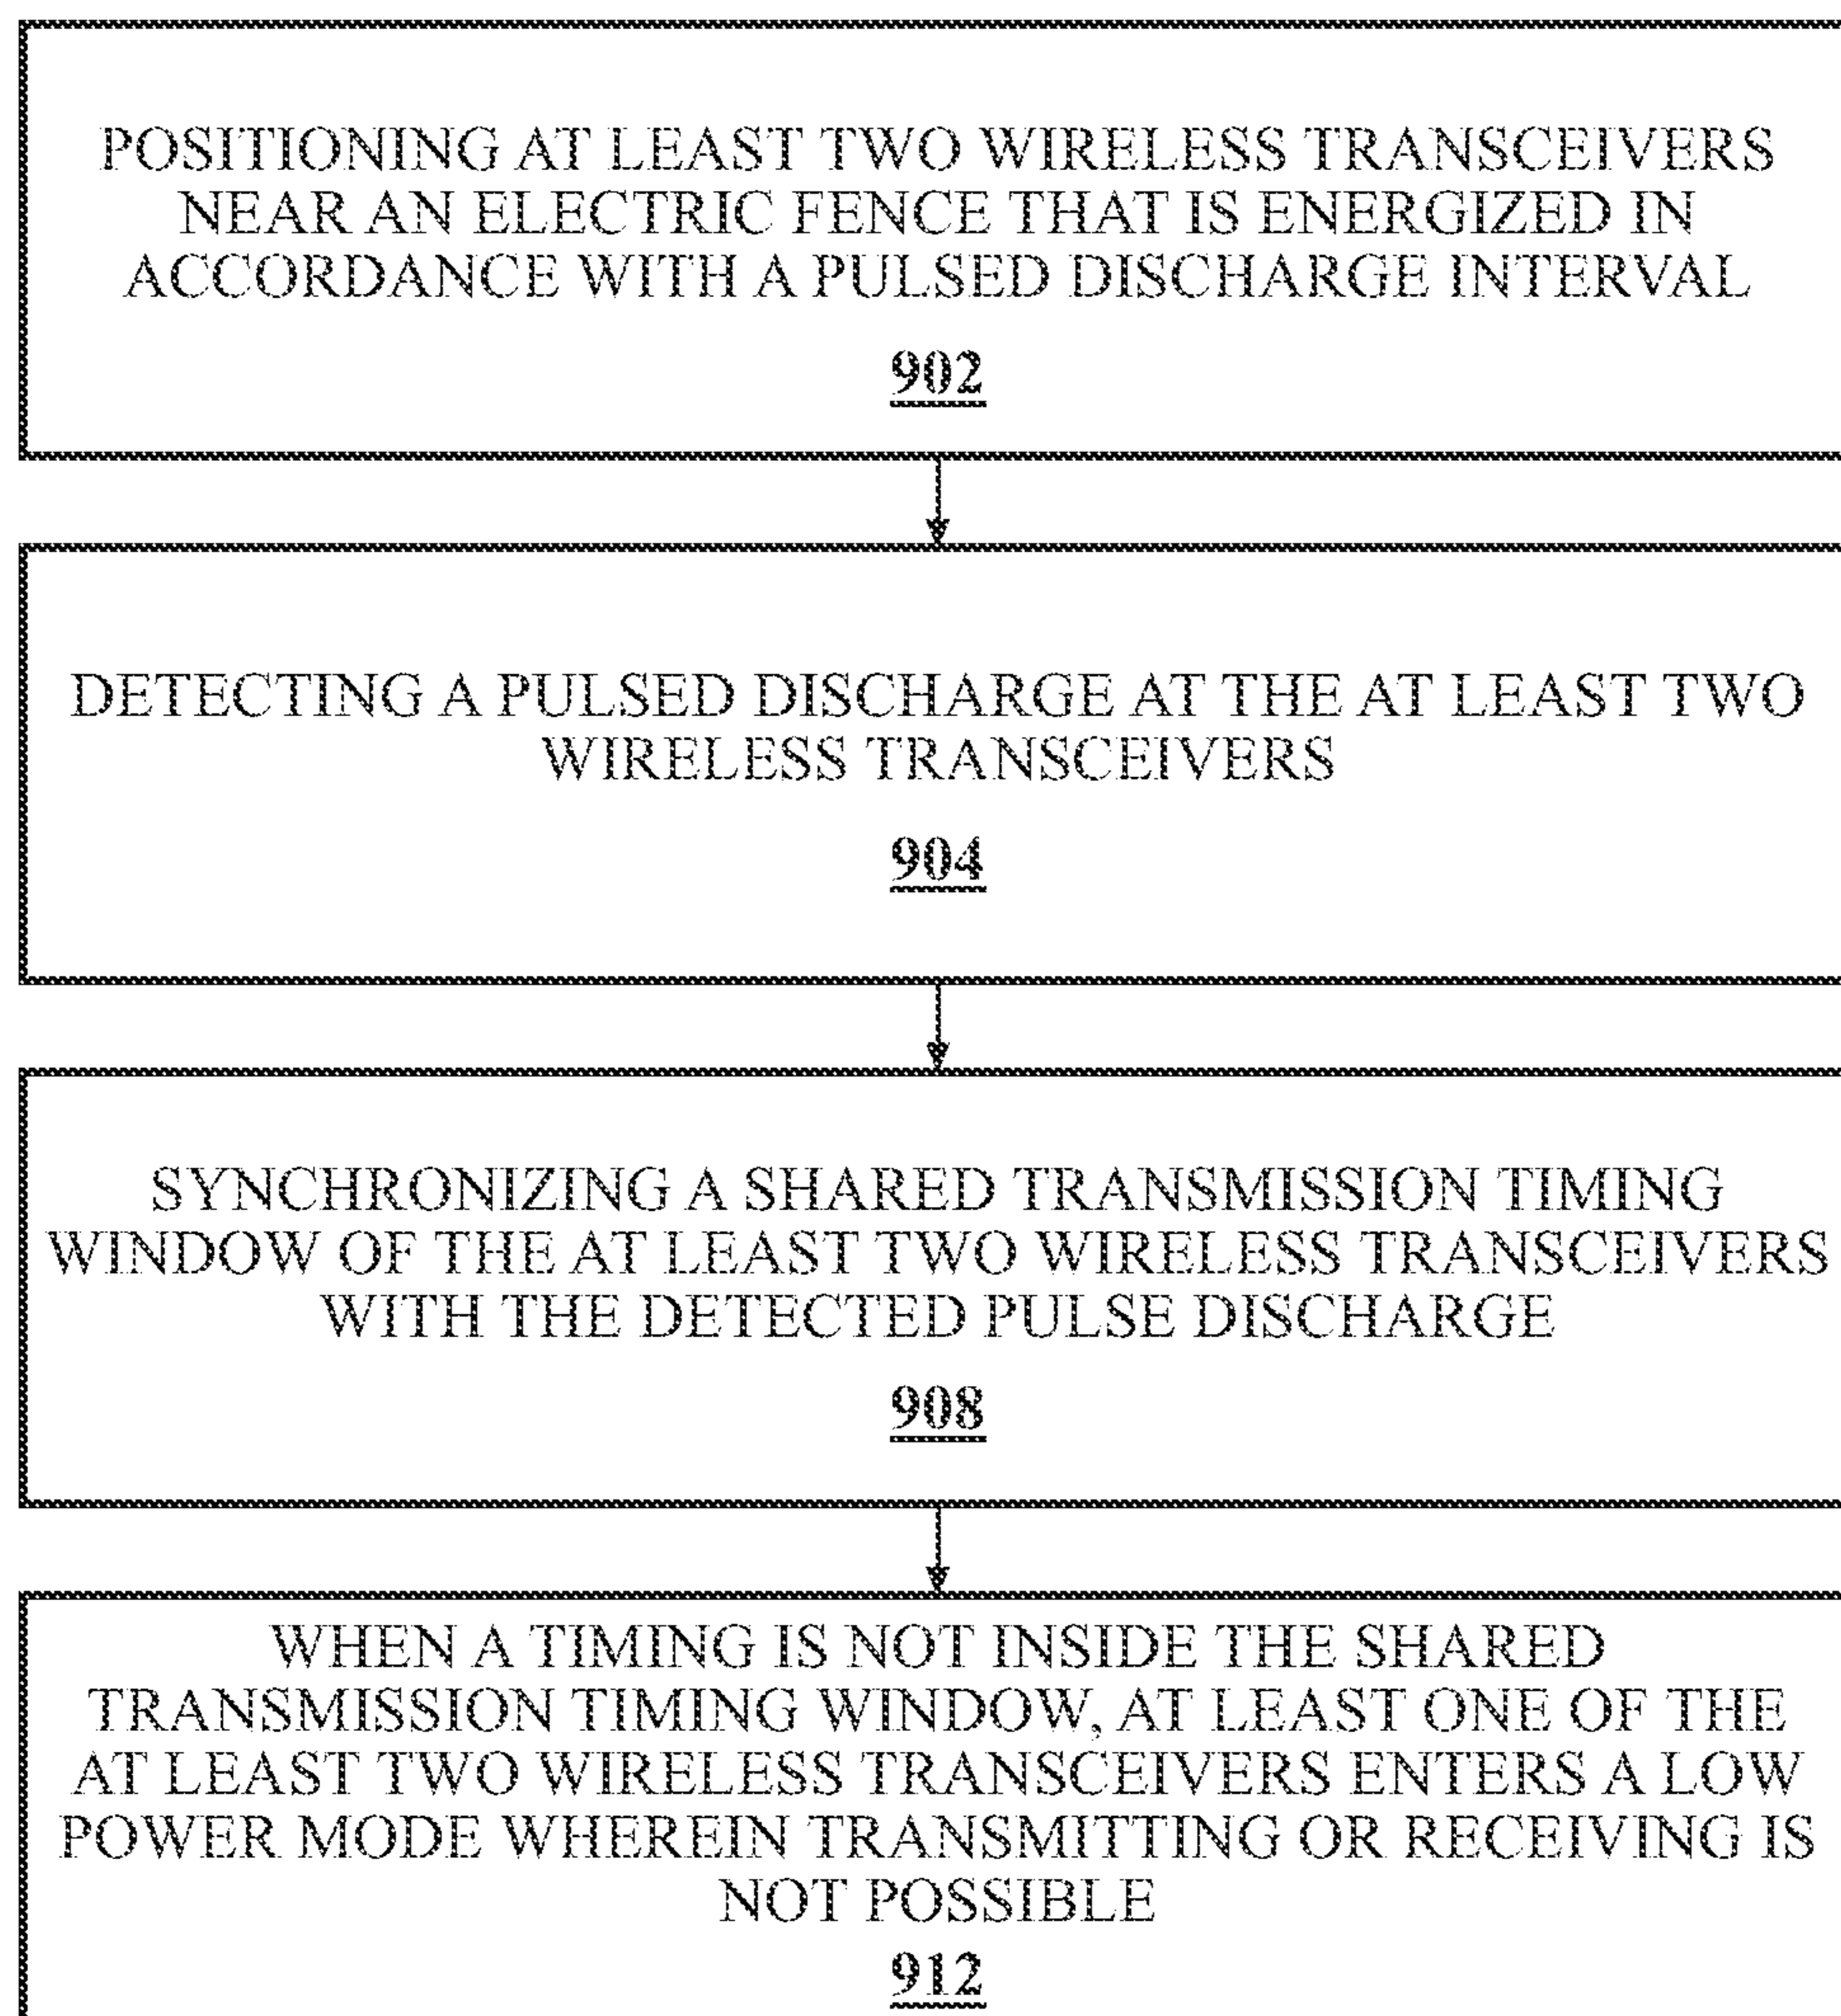 POSITIONING AT LEAST TWO WIRELESS TRANSCEIVERS
NEAR AN ELECTRIC FENCE THAT IS ENERGIZED IN
ACCORDANCE WITH A PULSED DISCHARGE INTERVAL
902
DETECTING A PULSED DISCHARGE AT THE AT LEAST TWO
WIRELESS TRANSCEIVERS
904
SYNCHRONIZING A SHARED TRANSMISSION TIMING
WINDOW OF THE AT LEAST TWO WIRELESS TRANSCEIVERS
WITH THE DETECTED PULSE DISCHARGE
908
WHEN A TIMING IS NOT INSIDE THE SHARED
TRANSMISSION TIMING WINDOW, AT LEAST ONE OF THE
AT LEAST TWO WIRELESS TRANSCEIVERS ENTERS A LOW
POWER MODE WHEREIN TRANSMITTING OR RECEIVING IS
NOT POSSIBLE
912